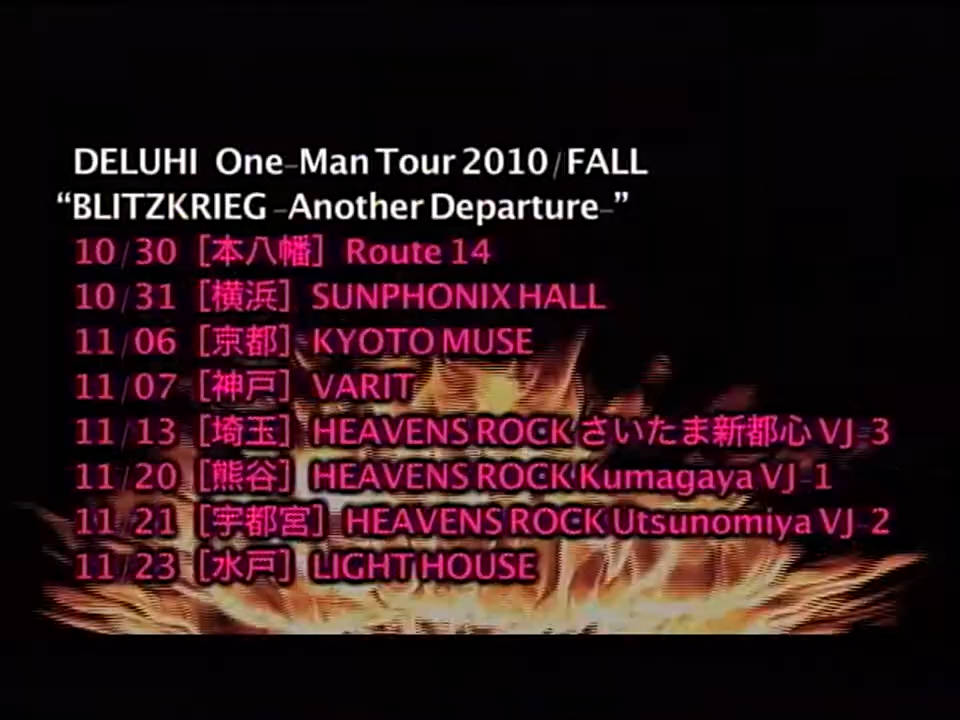 DELUHI One-Man Tour 2010/FALL
“BLITZKRIEG -Another Departure-”
10/30 [本八幡] Route 14
10/31 [横浜] SUNPHONIX HALL
11/06 [京都] KYOTO MUSE
11/07 [神戸] VARIT
11/13 [埼玉] HEAVENS ROCK さいたま新都心 VJ-3
11/20 [熊谷] HEAVENS ROCK Kumagaya VJ-1
11/21 [宇都宮] HEAVENS ROCK Utsunomiya VJ-2
11/23 [水戸] LIGHT HOUSE